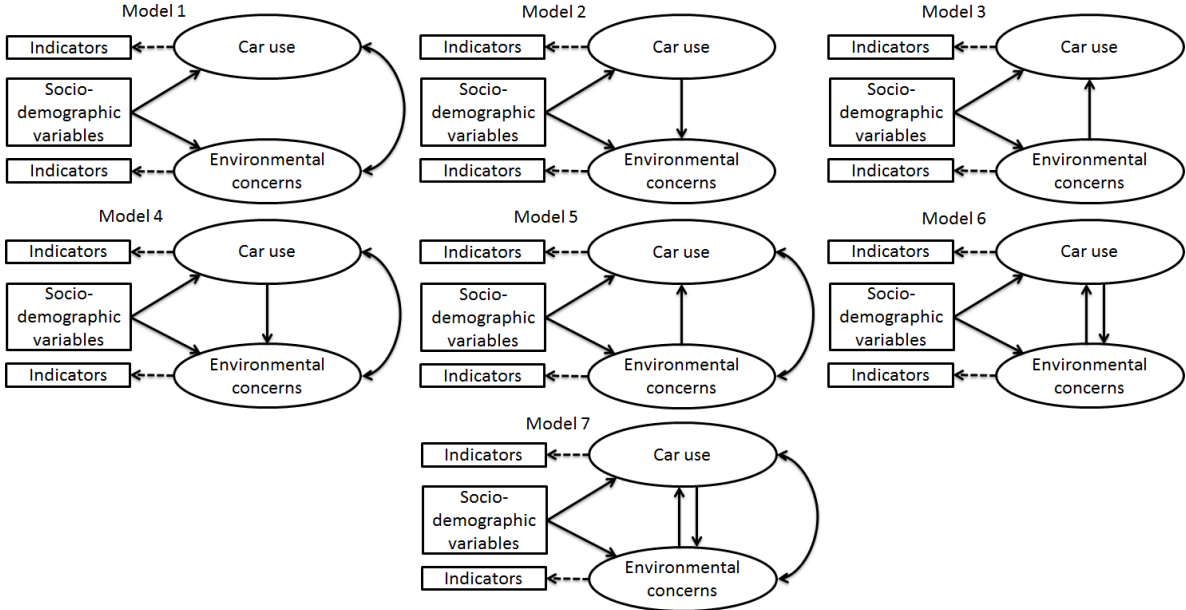 Model 1
Indicators
Car use
Socio-
demographic
variables
Indicators
Environmental
concerns
Model 2
Indicators
Car use
Socio-
demographic
variables
Indicators
Environmental
concerns
Model 3
Indicators
Car use
Socio-
demographic
variables
Indicators
Environmental
concerns
Model 4
Indicators
Car use
Socio-
demographic
variables
Indicators
Environmental
concerns
Model 5
Indicators
Car use
Socio-
demographic
variables
Indicators
Environmental
concerns
Model 6
Indicators
Car use
Socio-
demographic
variables
Indicators
Environmental
concerns
Model 7
Indicators
Car use
Socio-
demographic
variables
Indicators
Environmental
concerns